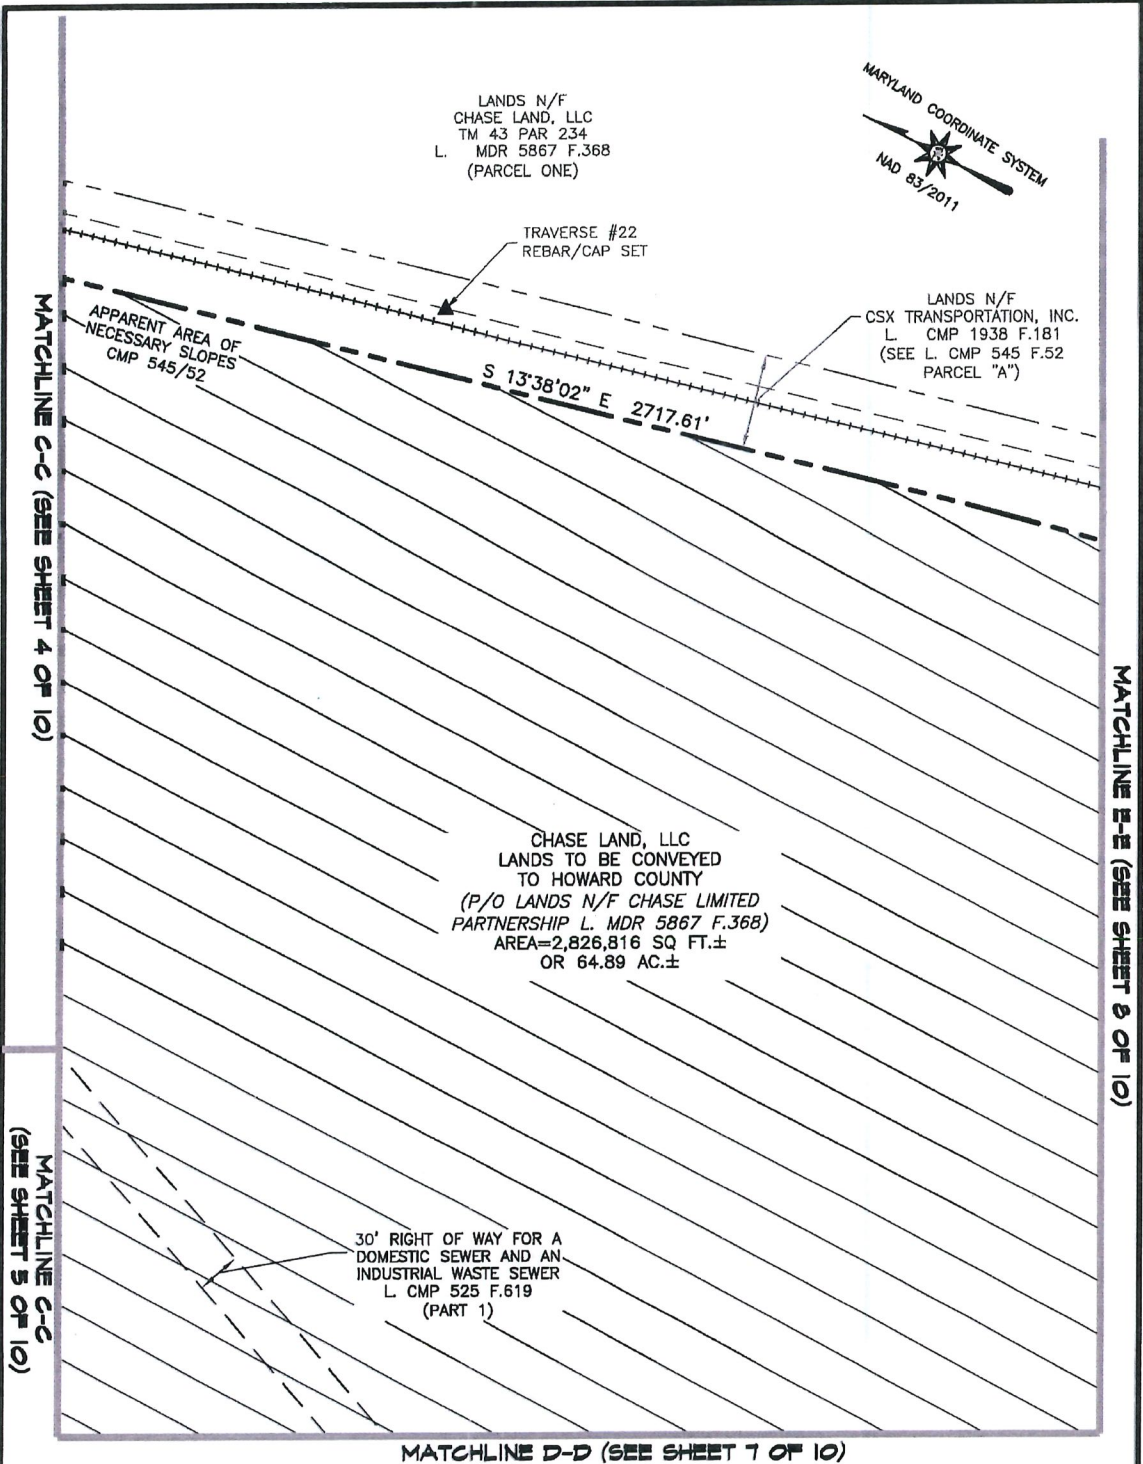 LANDS N/F
CHASE LAND, LLC
TM 43 PAR 234
L. MDR 5867 F.368
(PARCEL ONE)
MARYLAND COORDINATE SYSTEM
NAD 83/2011
TRAVERSE #22
REBAR/CAP SET
LANDS N/F
CSX TRANSPORTATION, INC.
L. CMP 1938 F.181
(SEE L. CMP 545 F.52
PARCEL "A")
APPARENT AREA OF
NECESSARY SLOPES
CMP 545/52
S 13°38'02" E 2717.61'
MATCHLINE C-C (SEE SHEET 4 OF 10)
MATCHLINE E-E (SEE SHEET 8 OF 10)
CHASE LAND, LLC
LANDS TO BE CONVEYED
TO HOWARD COUNTY
(P/O LANDS N/F CHASE LIMITED
PARTNERSHIP L. MDR 5867 F.368)
AREA=2,826,816 SQ FT.±
OR 64.89 AC.±
MATCHLINE C-C
(SEE SHEET 5 OF 10)
30' RIGHT OF WAY FOR A
DOMESTIC SEWER AND AN
INDUSTRIAL WASTE SEWER
L. CMP 525 F.619
(PART 1)
MATCHLINE D-D (SEE SHEET 7 OF 10)